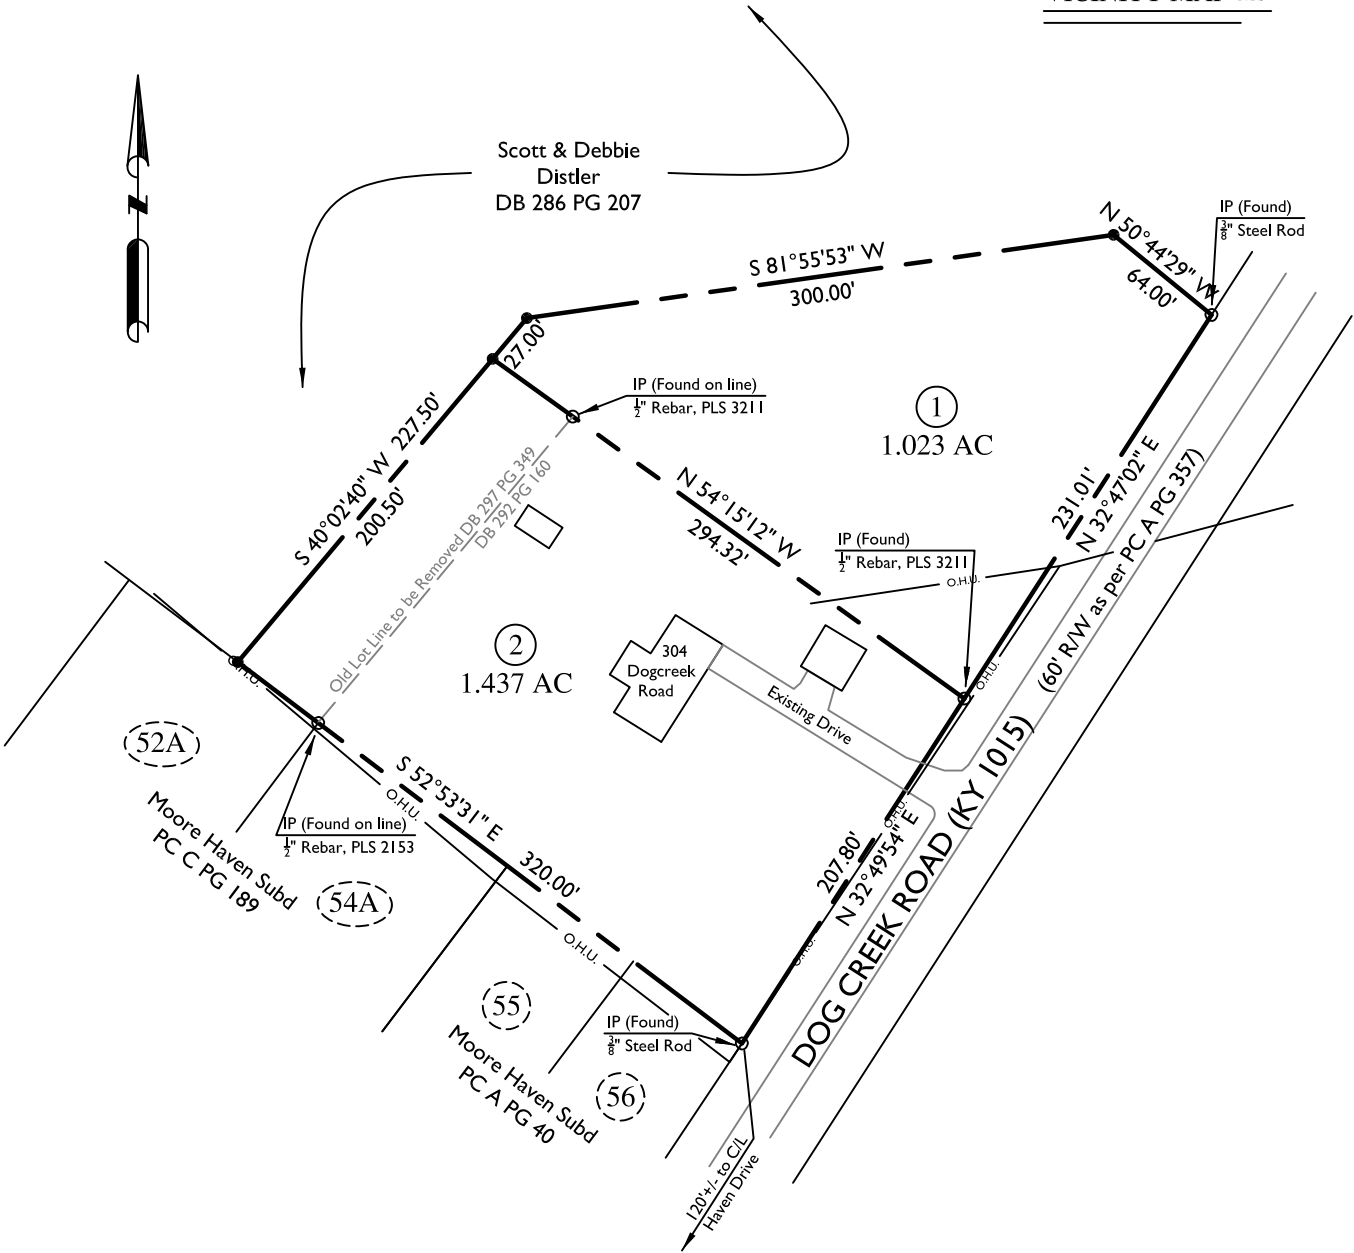 Scott & Debbie
Distler
DB 286 PG 207
N
S 81°55'53" W
300.00'
N 50°44'29" W
64.00'
IP (Found)
3/8" Steel Rod
27.00'
IP (Found on line)
1/2" Rebar, PLS 3211
1
1.023 AC
S 40°02'40" W 227.50'
200.50'
Old Lot Line to be Removed DB 297 PG 349
DB 292 PG 160
N 54°15'12" W
294.32'
IP (Found)
1/2" Rebar, PLS 3211
O.H.U.
231.01'
N 32°47'02" E
(60' R/W as per PC A PG 357)
2
1.437 AC
304
Dogcreek
Road
Existing Drive
O.H.U.
52A
Moore Haven Subd
PC C PG 189
IP (Found on line)
1/2" Rebar, PLS 2153
54A
S 52°53'31" E 320.00'
O.H.U.
O.H.U.
207.80'
N 32°49'54" E
O.H.U.
O.H.U.
DOG CREEK ROAD (KY 1015)
55
Moore Haven Subd
PC A PG 40
IP (Found)
3/8" Steel Rod
56
120'+/- to C/L
Haven Drive